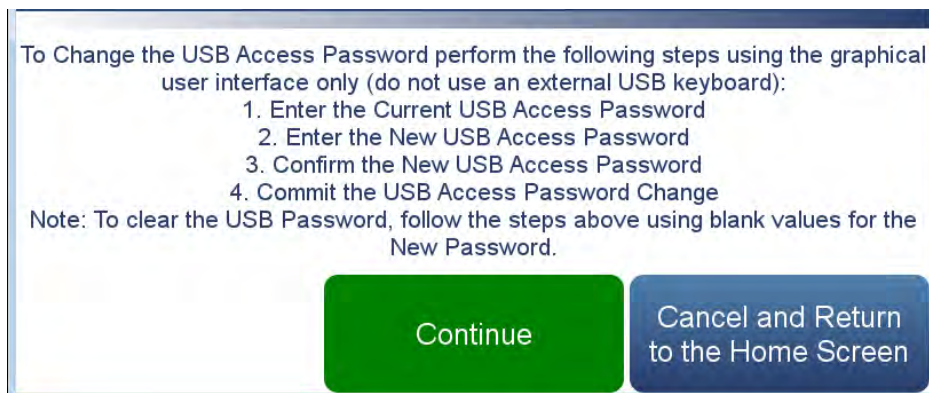 To Change the USB Access Password perform the following steps using the graphical
user interface only (do not use an external USB keyboard):
1. Enter the Current USB Access Password
2. Enter the New USB Access Password
3. Confirm the New USB Access Password
4. Commit the USB Access Password Change
Note: To clear the USB Password, follow the steps above using blank values for the
New Password.
Continue
Cancel and Return
to the Home Screen